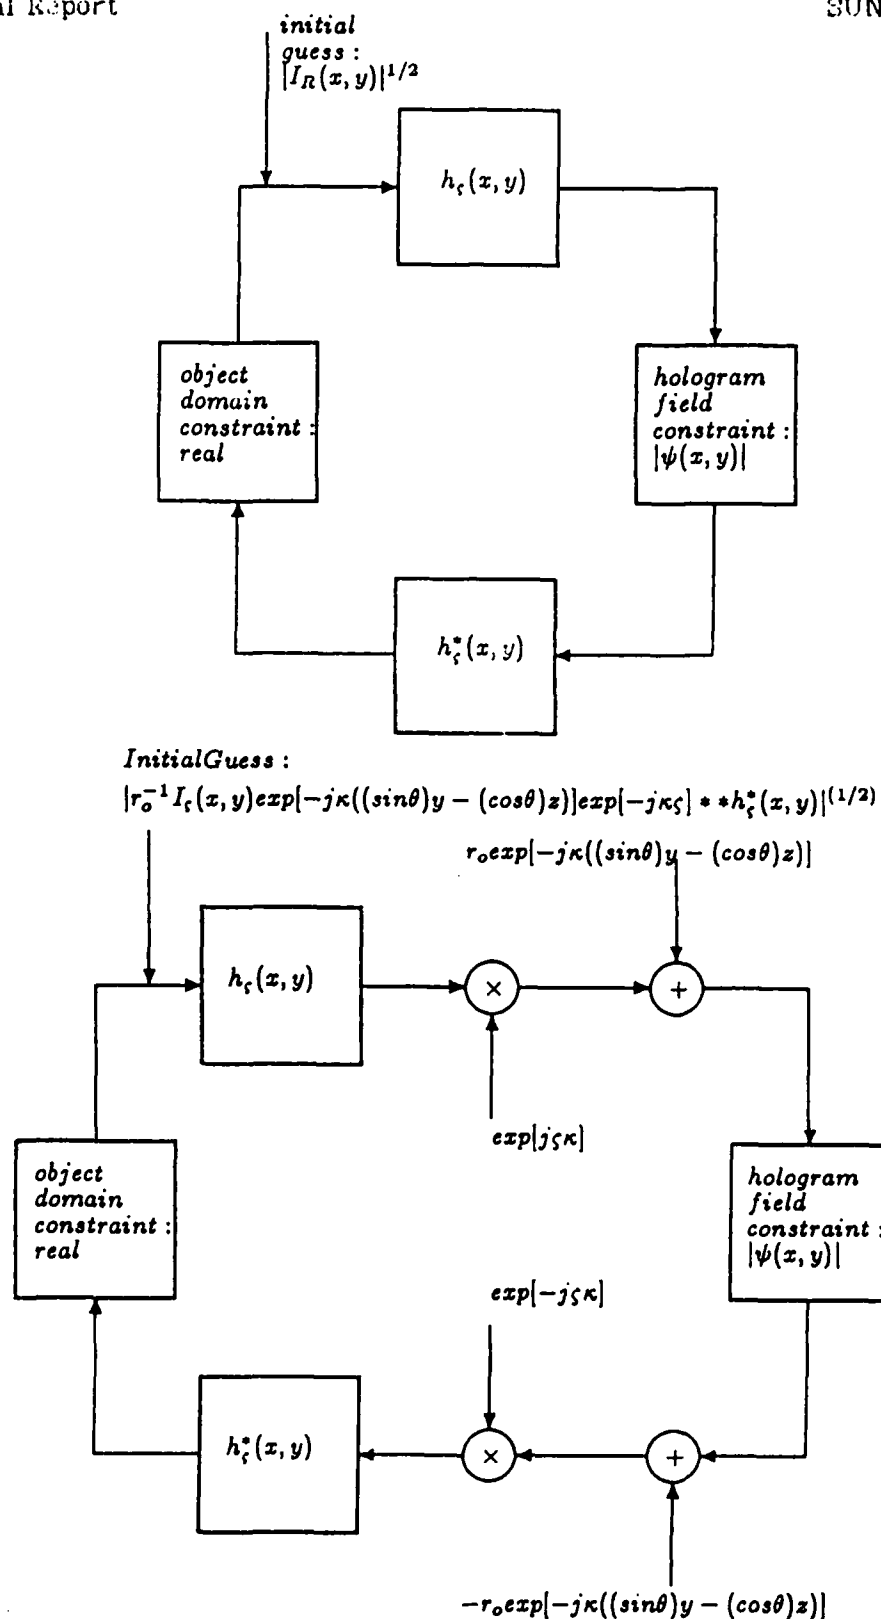 Report
SUN
initial
guess :
|I_R(x, y)|^{1/2}
h_ς(x, y)
object
domain
constraint :
real
hologram
field
constraint :
|ψ(x, y)|
h*_ς(x, y)
InitialGuess :
|r_o^{-1} I_ς(x, y)exp[-jκ((sinθ)y - (cosθ)z)]exp[-jκς] * *h*_ς(x, y)|^{(1/2)}
r_o exp[-jκ((sinθ)y - (cosθ)z)]
h_ς(x, y)
×
+
exp[jςκ]
object
domain
constraint :
real
hologram
field
constraint :
|ψ(x, y)|
exp[-jςκ]
h*_ς(x, y)
×
+
-r_o exp[-jκ((sinθ)y - (cosθ)z)]